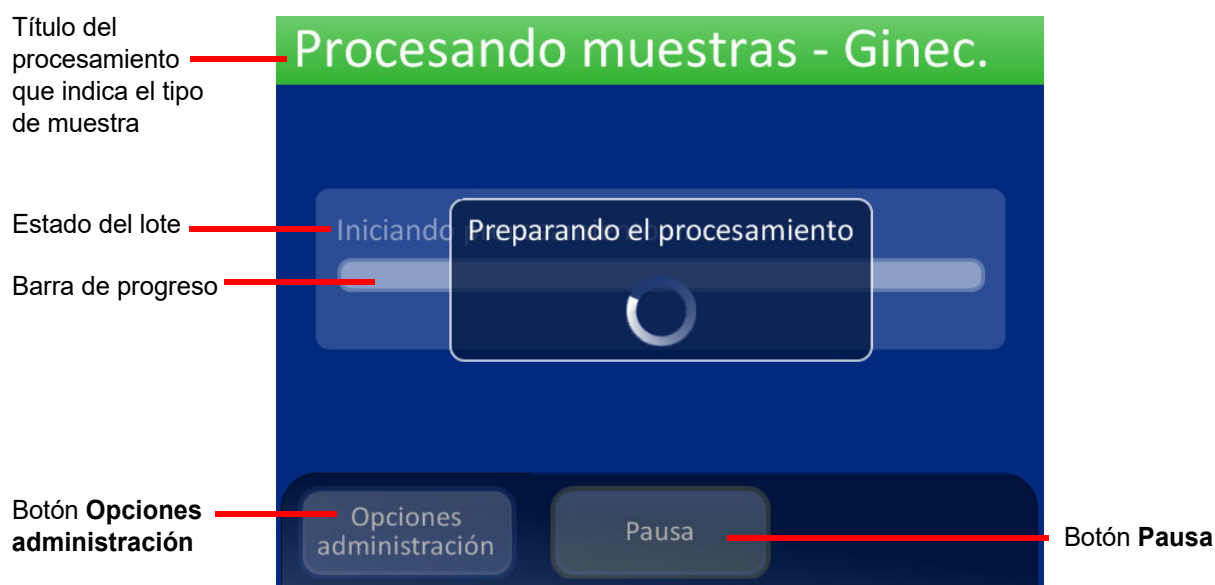 Título del
procesamiento
que indica el tipo
de muestra
Procesando muestras - Ginec.
Estado del lote
Iniciando
Preparando el procesamiento
Barra de progreso
Botón Opciones
administración
Opciones
administración
Pausa
Botón Pausa